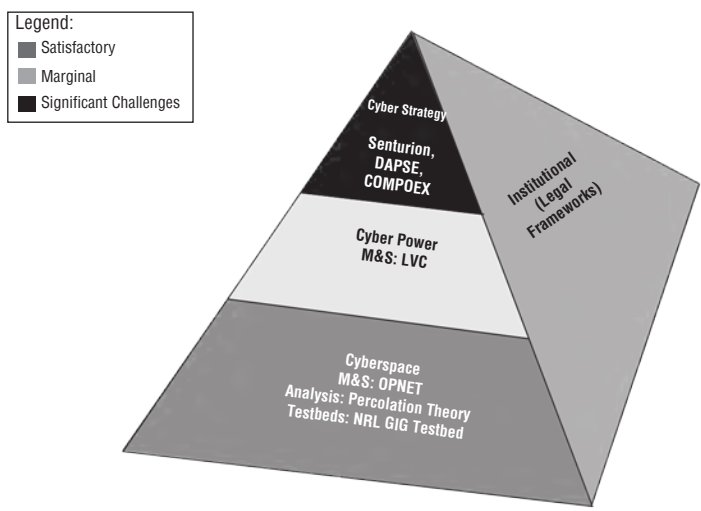 Legend:
Satisfactory
Marginal
Significant Challenges
Cyber Strategy
Senturion,
DAPSE,
COMPOEX
Institutional
(Legal
Frameworks)
Cyber Power
M&S: LVC
Cyberspace
M&S: OPNET
Analysis: Percolation Theory
Testbeds: NRL GIG Testbed